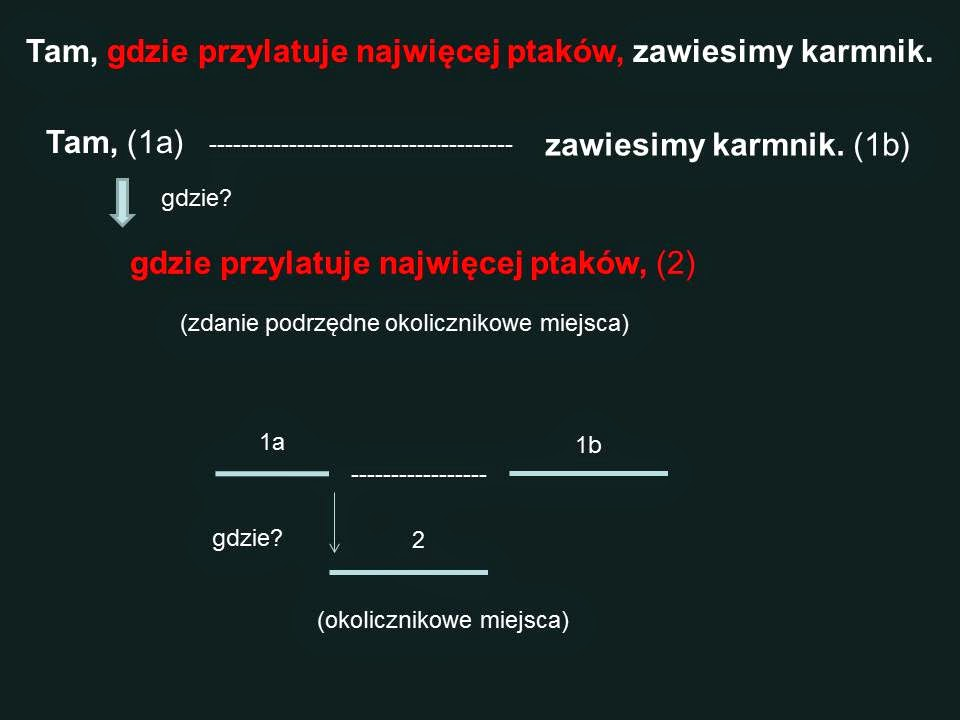 Tam, gdzie przylatuje najwięcej ptaków, zawiesimy karmnik.
Tam, (1a) -------------------------------------- zawiesimy karmnik. (1b)
gdzie?
gdzie przylatuje najwięcej ptaków, (2)
(zdanie podrzędne okolicznikowe miejsca)
1a
1b
-----------------
gdzie?
2
(okolicznikowe miejsca)